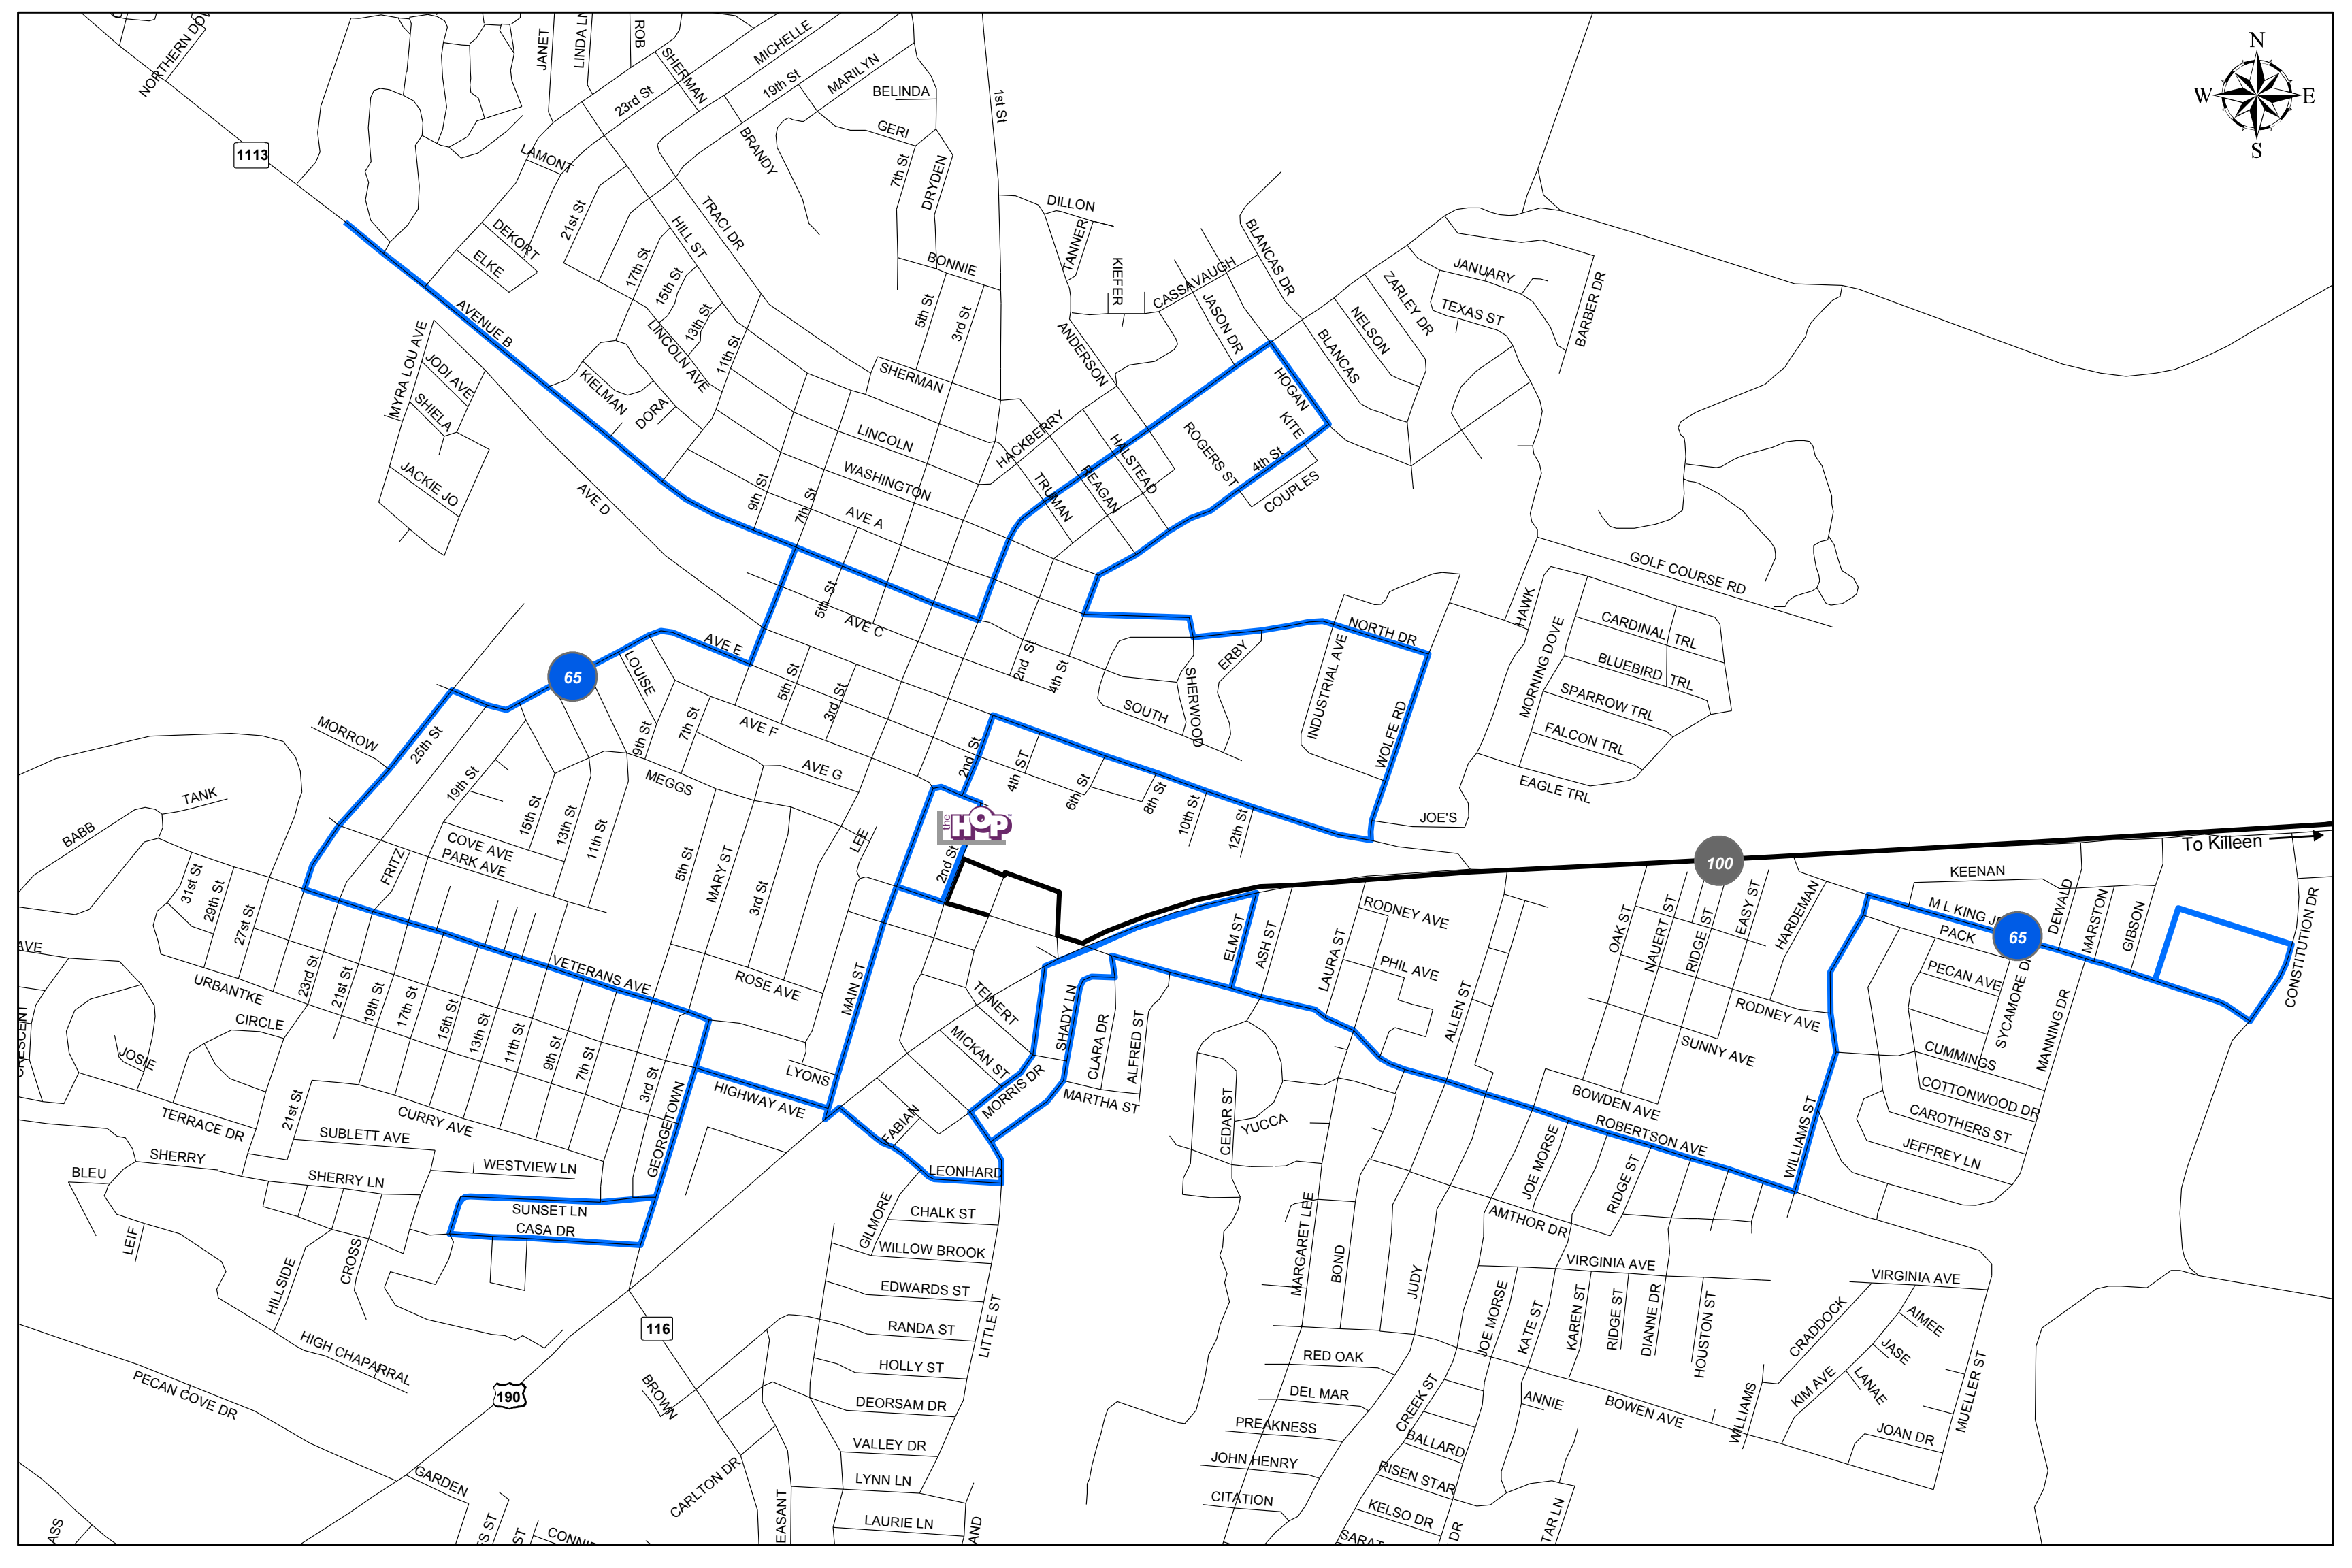 NORTHERN
JANET
LINDA LN
ROB
SHERMAN
MICHELLE
23rd St
19th St
MARILYN
BELINDA
GERI
BRANDY
7th St
DRYDEN
1st St
N
W
E
S
1113
LAMONT
DEKORT
ELKE
21st St
HILL ST
TRACI DR
17th St
15th St
13th St
11th St
LINCOLN AVE
BONNIE
5th St
3rd St
DILLON
TANNER
KIEFER
CASSAVAUGH
BLANCAS DR
JASON DR
ANDERSON
BLANCAS
NELSON
ZARLEY DR
JANUARY
TEXAS ST
BARBER DR
AVENUE B
MYRA LOU AVE
JODI AVE
SHIELA
JACKIE JO
KIELMAN
DORA
AVE D
SHERMAN
LINCOLN
WASHINGTON
9th St
7th St
AVE A
HACKBERRY
TRUMAN
REAGAN
HALSTEAD
ROGERS ST
HOGAN
KITE
4th St
COUPLES
GOLF COURSE RD
HAWK
MORNING DOVE
CARDINAL TRL
BLUEBIRD TRL
SPARROW TRL
FALCON TRL
EAGLE TRL
5th St
AVE C
2nd St
4th St
NORTH DR
ERBY
SHERWOOD
SOUTH
INDUSTRIAL AVE
WOLFE RD
JOE'S
65
LOUISE
AVE E
5th St
3rd St
AVE F
AVE G
7th St
9th St
MEGGS
MORROW
25th St
19th St
15th St
13th St
11th St
COVE AVE
PARK AVE
FRITZ
TANK
BABB
2nd St
4th ST
6th St
8th St
10th St
12th St
the HOP
2nd St
LEE
5th St
MARY ST
3rd St
ROSE AVE
MAIN ST
LYONS
100
To Killeen
KEENAN
M L KING JR
65
DEWALD
MARSTON
GIBSON
CONSTITUTION DR
PACK
PECAN AVE
SYCAMORE DR
MANNING DR
CUMMINGS
COTTONWOOD DR
CAROTHERS ST
JEFFREY LN
31st St
29th St
27st St
AVE
URBANTKE
23rd St
21st St
19th St
17th St
15th St
13th St
11th St
9th St
7th St
3rd St
VETERANS AVE
GEORGETOWN
HIGHWAY AVE
CIRCLE
JOSIE
CRESCENT
TERRACE DR
21st St
CURRY AVE
SUBLETT AVE
SHERRY
SHERRY LN
WESTVIEW LN
SUNSET LN
CASA DR
BLEU
LEIF
HILLSIDE
CROSS
HIGH CHAPARRAL
PECAN COVE DR
GARDEN
190
116
BROWN
CARLTON DR
TEINERT
MICKAN ST
MORRIS DR
FABIAN
LEONHARD
SHADY LN
CLARA DR
ALFRED ST
MARTHA ST
ELM ST
ASH ST
RODNEY AVE
LAURA ST
PHIL AVE
ALLEN ST
OAK ST
NAUERT ST
RIDGE ST
EASY ST
HARDEMAN
RODNEY AVE
SUNNY AVE
BOWDEN AVE
ROBERTSON AVE
WILLIAMS ST
CEDAR ST
YUCCA
JOE MORSE
RIDGE ST
AMTHOR DR
MARGARET LEE
BOND
JUDY
GILMORE
CHALK ST
WILLOW BROOK
EDWARDS ST
RANDA ST
HOLLY ST
DEORSAM DR
VALLEY DR
LYNN LN
LAURIE LN
LITTLE ST
VIRGINIA AVE
JOE MORSE
KATE ST
KAREN ST
RIDGE ST
DIANNE DR
HOUSTON ST
VIRGINIA AVE
CRADDOCK
AIMEE
JASE
LANAE
KIM AVE
JOAN DR
MUELLER ST
WILLIAMS
BOWEN AVE
ANNIE
RED OAK
DEL MAR
PREAKNESS
JOHN HENRY
CITATION
CREEK ST
BALLARD
RISEN STAR
KELSO DR
DR
TAR LN
EASANT
AND
ASS
ST